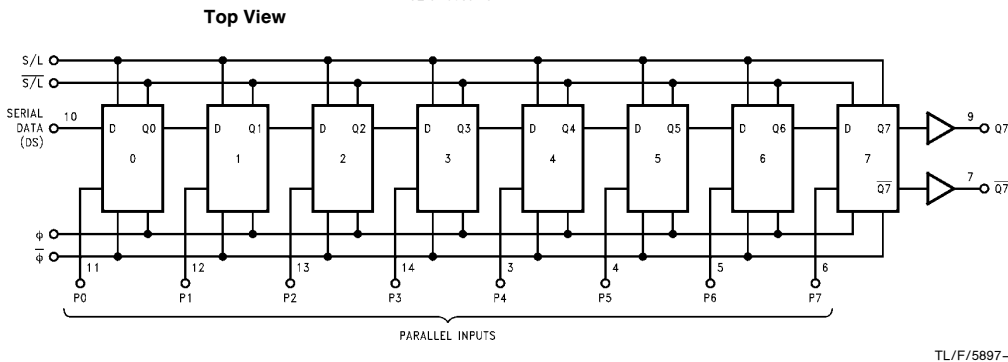 Top View
S/L
S/L
SERIAL DATA (DS)
10
D Q0
0
D Q1
1
D Q2
2
D Q3
3
D Q4
4
D Q5
5
D Q6
6
D Q7
7
Q7
9
Q7
7
Q7
ϕ
ϕ
11
12
13
14
3
4
5
6
P0
P1
P2
P3
P4
P5
P6
P7
PARALLEL INPUTS
TL/F/5897–